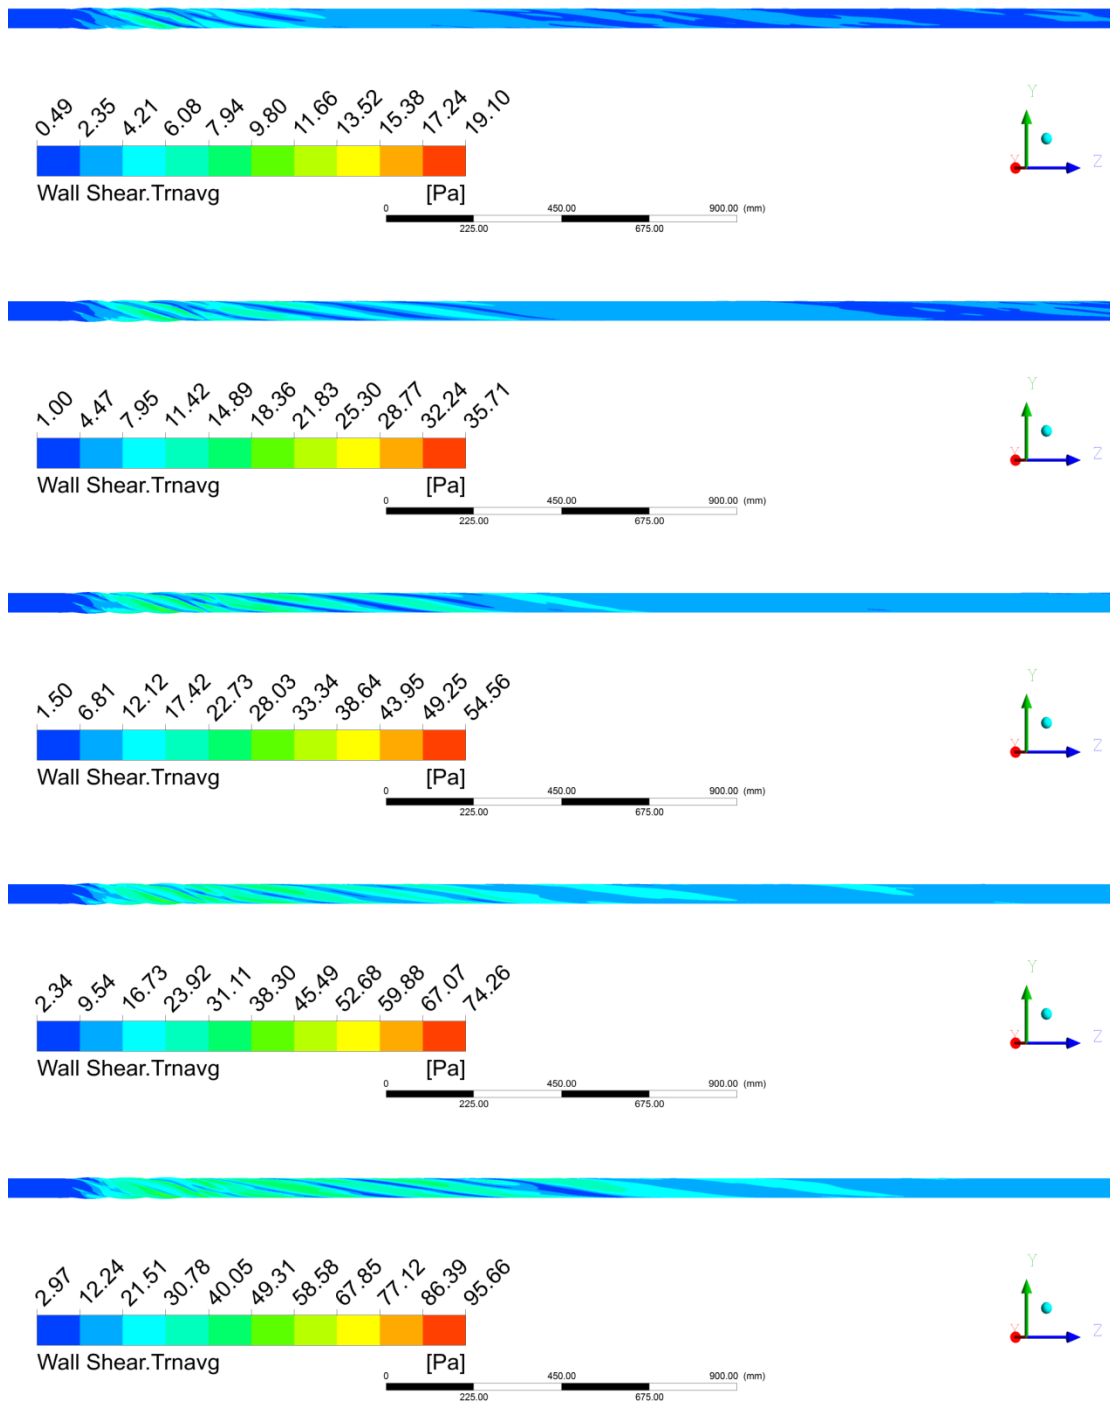 0.49 2.35 4.21 6.08 7.94 9.80 11.66 13.52 15.38 17.24 19.10
Wall Shear.Trnavg [Pa]
0 450.00 900.00 (mm)
225.00 675.00
Y
X Z
1.00 4.47 7.95 11.42 14.89 18.36 21.83 25.30 28.77 32.24 35.71
Wall Shear.Trnavg [Pa]
0 450.00 900.00 (mm)
225.00 675.00
Y
X Z
1.50 6.81 12.12 17.42 22.73 28.03 33.34 38.64 43.95 49.25 54.56
Wall Shear.Trnavg [Pa]
0 450.00 900.00 (mm)
225.00 675.00
Y
X Z
2.34 9.54 16.73 23.92 31.11 38.30 45.49 52.68 59.88 67.07 74.26
Wall Shear.Trnavg [Pa]
0 450.00 900.00 (mm)
225.00 675.00
Y
X Z
2.97 12.24 21.51 30.78 40.05 49.31 58.58 67.85 77.12 86.39 95.66
Wall Shear.Trnavg [Pa]
0 450.00 900.00 (mm)
225.00 675.00
Y
X Z